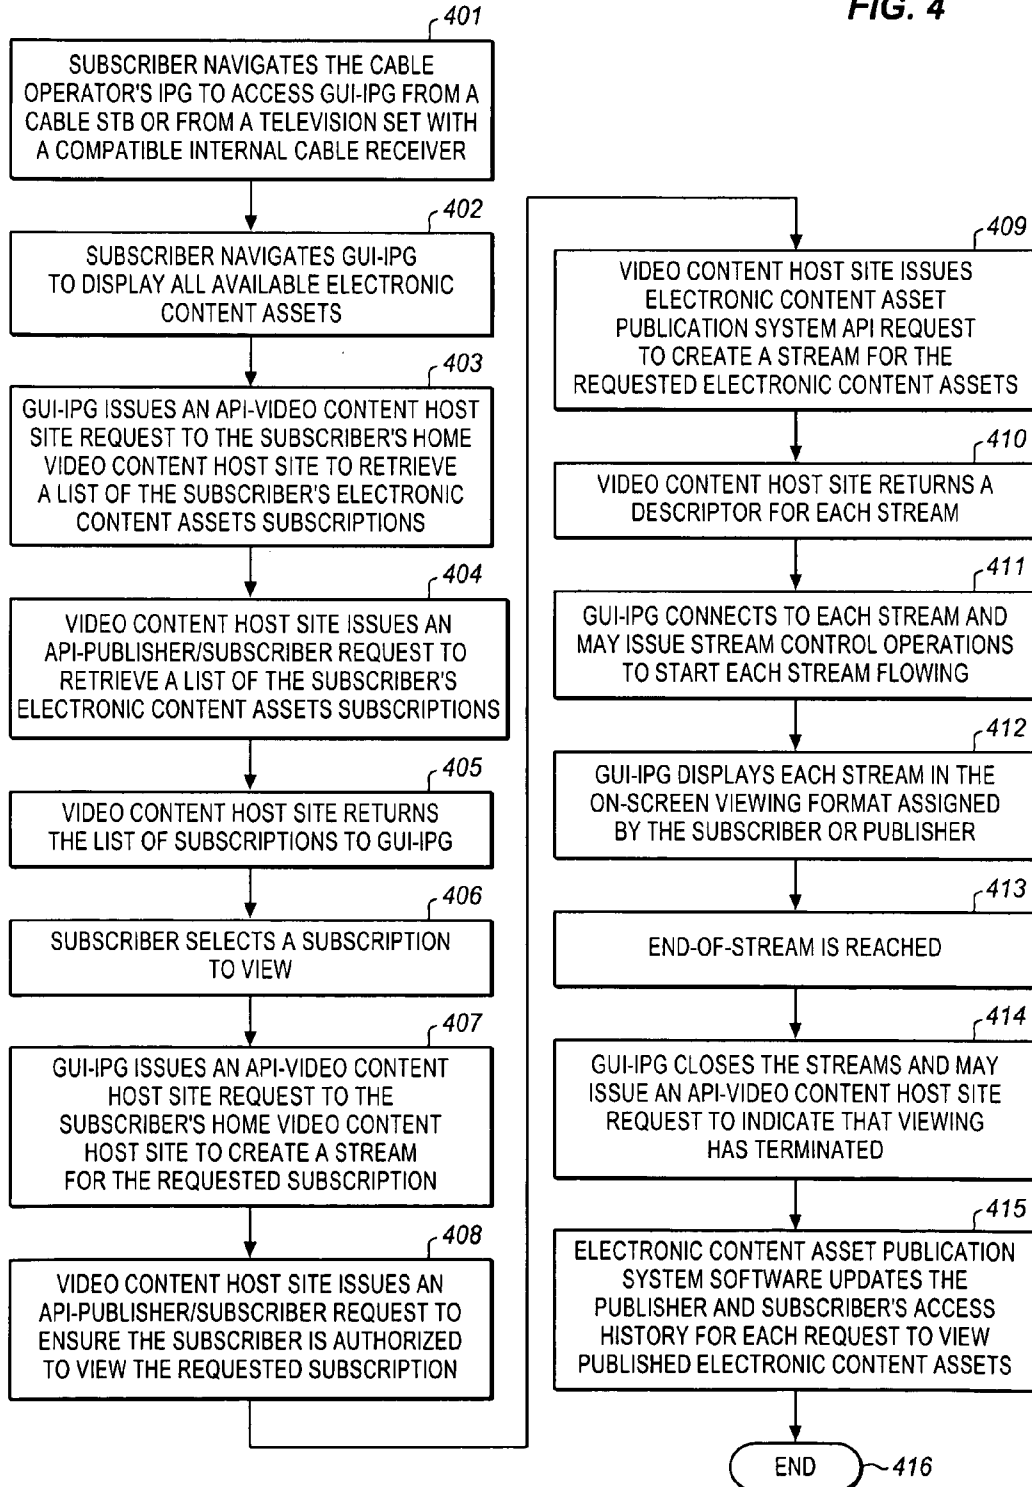 FIG. 4
401
SUBSCRIBER NAVIGATES THE CABLE
OPERATOR'S IPG TO ACCESS GUI-IPG FROM A
CABLE STB OR FROM A TELEVISION SET WITH
A COMPATIBLE INTERNAL CABLE RECEIVER
402
SUBSCRIBER NAVIGATES GUI-IPG
TO DISPLAY ALL AVAILABLE ELECTRONIC
CONTENT ASSETS
403
GUI-IPG ISSUES AN API-VIDEO CONTENT HOST
SITE REQUEST TO THE SUBSCRIBER'S HOME
VIDEO CONTENT HOST SITE TO RETRIEVE
A LIST OF THE SUBSCRIBER'S ELECTRONIC
CONTENT ASSETS SUBSCRIPTIONS
404
VIDEO CONTENT HOST SITE ISSUES AN
API-PUBLISHER/SUBSCRIBER REQUEST TO
RETRIEVE A LIST OF THE SUBSCRIBER'S
ELECTRONIC CONTENT ASSETS SUBSCRIPTIONS
405
VIDEO CONTENT HOST SITE RETURNS
THE LIST OF SUBSCRIPTIONS TO GUI-IPG
406
SUBSCRIBER SELECTS A SUBSCRIPTION
TO VIEW
407
GUI-IPG ISSUES AN API-VIDEO CONTENT
HOST SITE REQUEST TO THE
SUBSCRIBER'S HOME VIDEO CONTENT
HOST SITE TO CREATE A STREAM
FOR THE REQUESTED SUBSCRIPTION
408
VIDEO CONTENT HOST SITE ISSUES AN
API-PUBLISHER/SUBSCRIBER REQUEST TO
ENSURE THE SUBSCRIBER IS AUTHORIZED
TO VIEW THE REQUESTED SUBSCRIPTION
409
VIDEO CONTENT HOST SITE ISSUES
ELECTRONIC CONTENT ASSET
PUBLICATION SYSTEM API REQUEST
TO CREATE A STREAM FOR THE
REQUESTED ELECTRONIC CONTENT ASSETS
410
VIDEO CONTENT HOST SITE RETURNS A
DESCRIPTOR FOR EACH STREAM
411
GUI-IPG CONNECTS TO EACH STREAM AND
MAY ISSUE STREAM CONTROL OPERATIONS
TO START EACH STREAM FLOWING
412
GUI-IPG DISPLAYS EACH STREAM IN THE
ON-SCREEN VIEWING FORMAT ASSIGNED
BY THE SUBSCRIBER OR PUBLISHER
413
END-OF-STREAM IS REACHED
414
GUI-IPG CLOSES THE STREAMS AND MAY
ISSUE AN API-VIDEO CONTENT HOST SITE
REQUEST TO INDICATE THAT VIEWING
HAS TERMINATED
415
ELECTRONIC CONTENT ASSET PUBLICATION
SYSTEM SOFTWARE UPDATES THE
PUBLISHER AND SUBSCRIBER'S ACCESS
HISTORY FOR EACH REQUEST TO VIEW
PUBLISHED ELECTRONIC CONTENT ASSETS
END
416